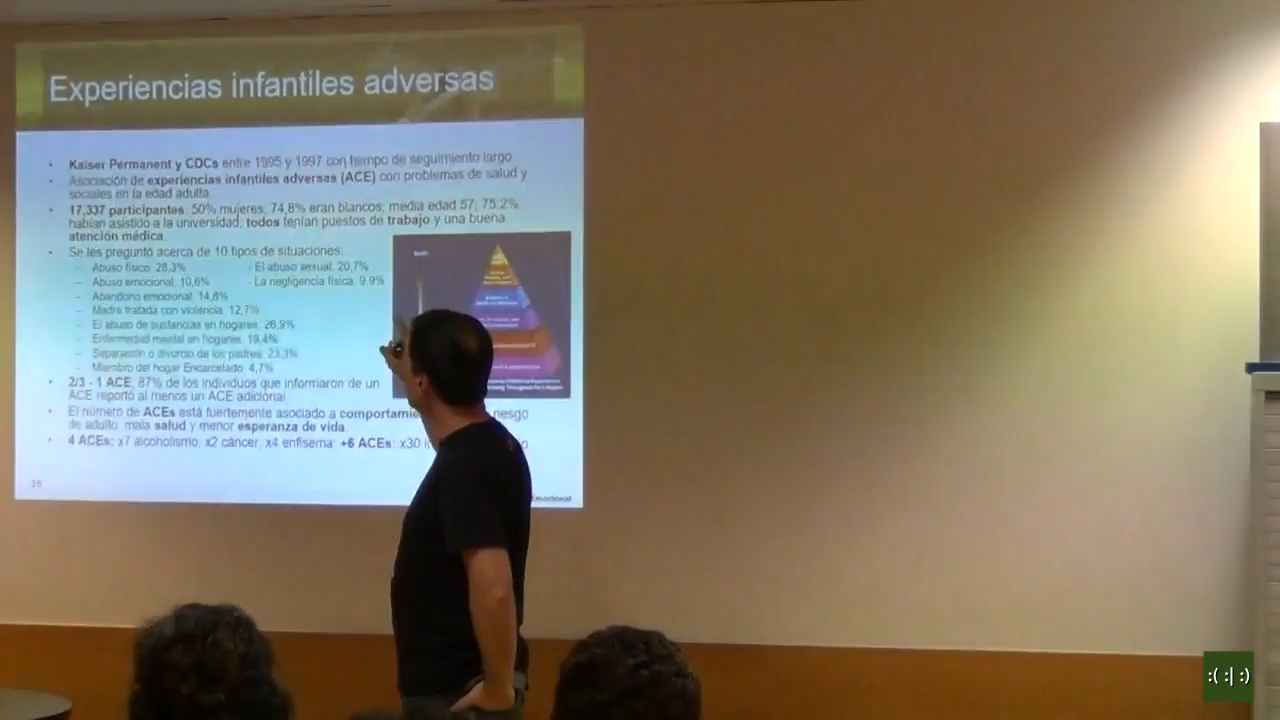 Experiencias infantiles adversas
• Kaiser Permanent y CDCs entre 1995 y 1997 con tiempo de seguimiento largo
• Asociación de experiencias infantiles adversas (ACE) con problemas de salud y
sociales en la edad adulta.
• 17,337 participantes. 50% mujeres; 74,8% eran blancos; media edad 57; 75.2%
habían asistido a la universidad; todos tenían puestos de trabajo y una buena
atención médica.
• Se les preguntó acerca de 10 tipos de situaciones:
– Abuso físico. 28,3%
- El abuso sexual. 20,7%
– Abuso emocional. 10,6%
- La negligencia física. 9.9%
– Abandono emocional. 14,8%
– Madre tratada con violencia. 12,7%
– El abuso de sustancias en hogares. 26,9%
– Enfermedad mental en hogares. 19,4%
– Separación o divorcio de los padres. 23,3%
– Miembro del hogar Encarcelado. 4,7%
• 2/3 - 1 ACE, 87% de los individuos que informaron de un
ACE reportó al menos un ACE adicional
• El número de ACEs está fuertemente asociado a riesgo
de adulto, mala salud y menor esperanza de vida.
• 4 ACEs: x7 alcoholismo, x2 cáncer, x4 enfisema; +6 ACEs: x30
16
Emocional
Death
:( :| :)